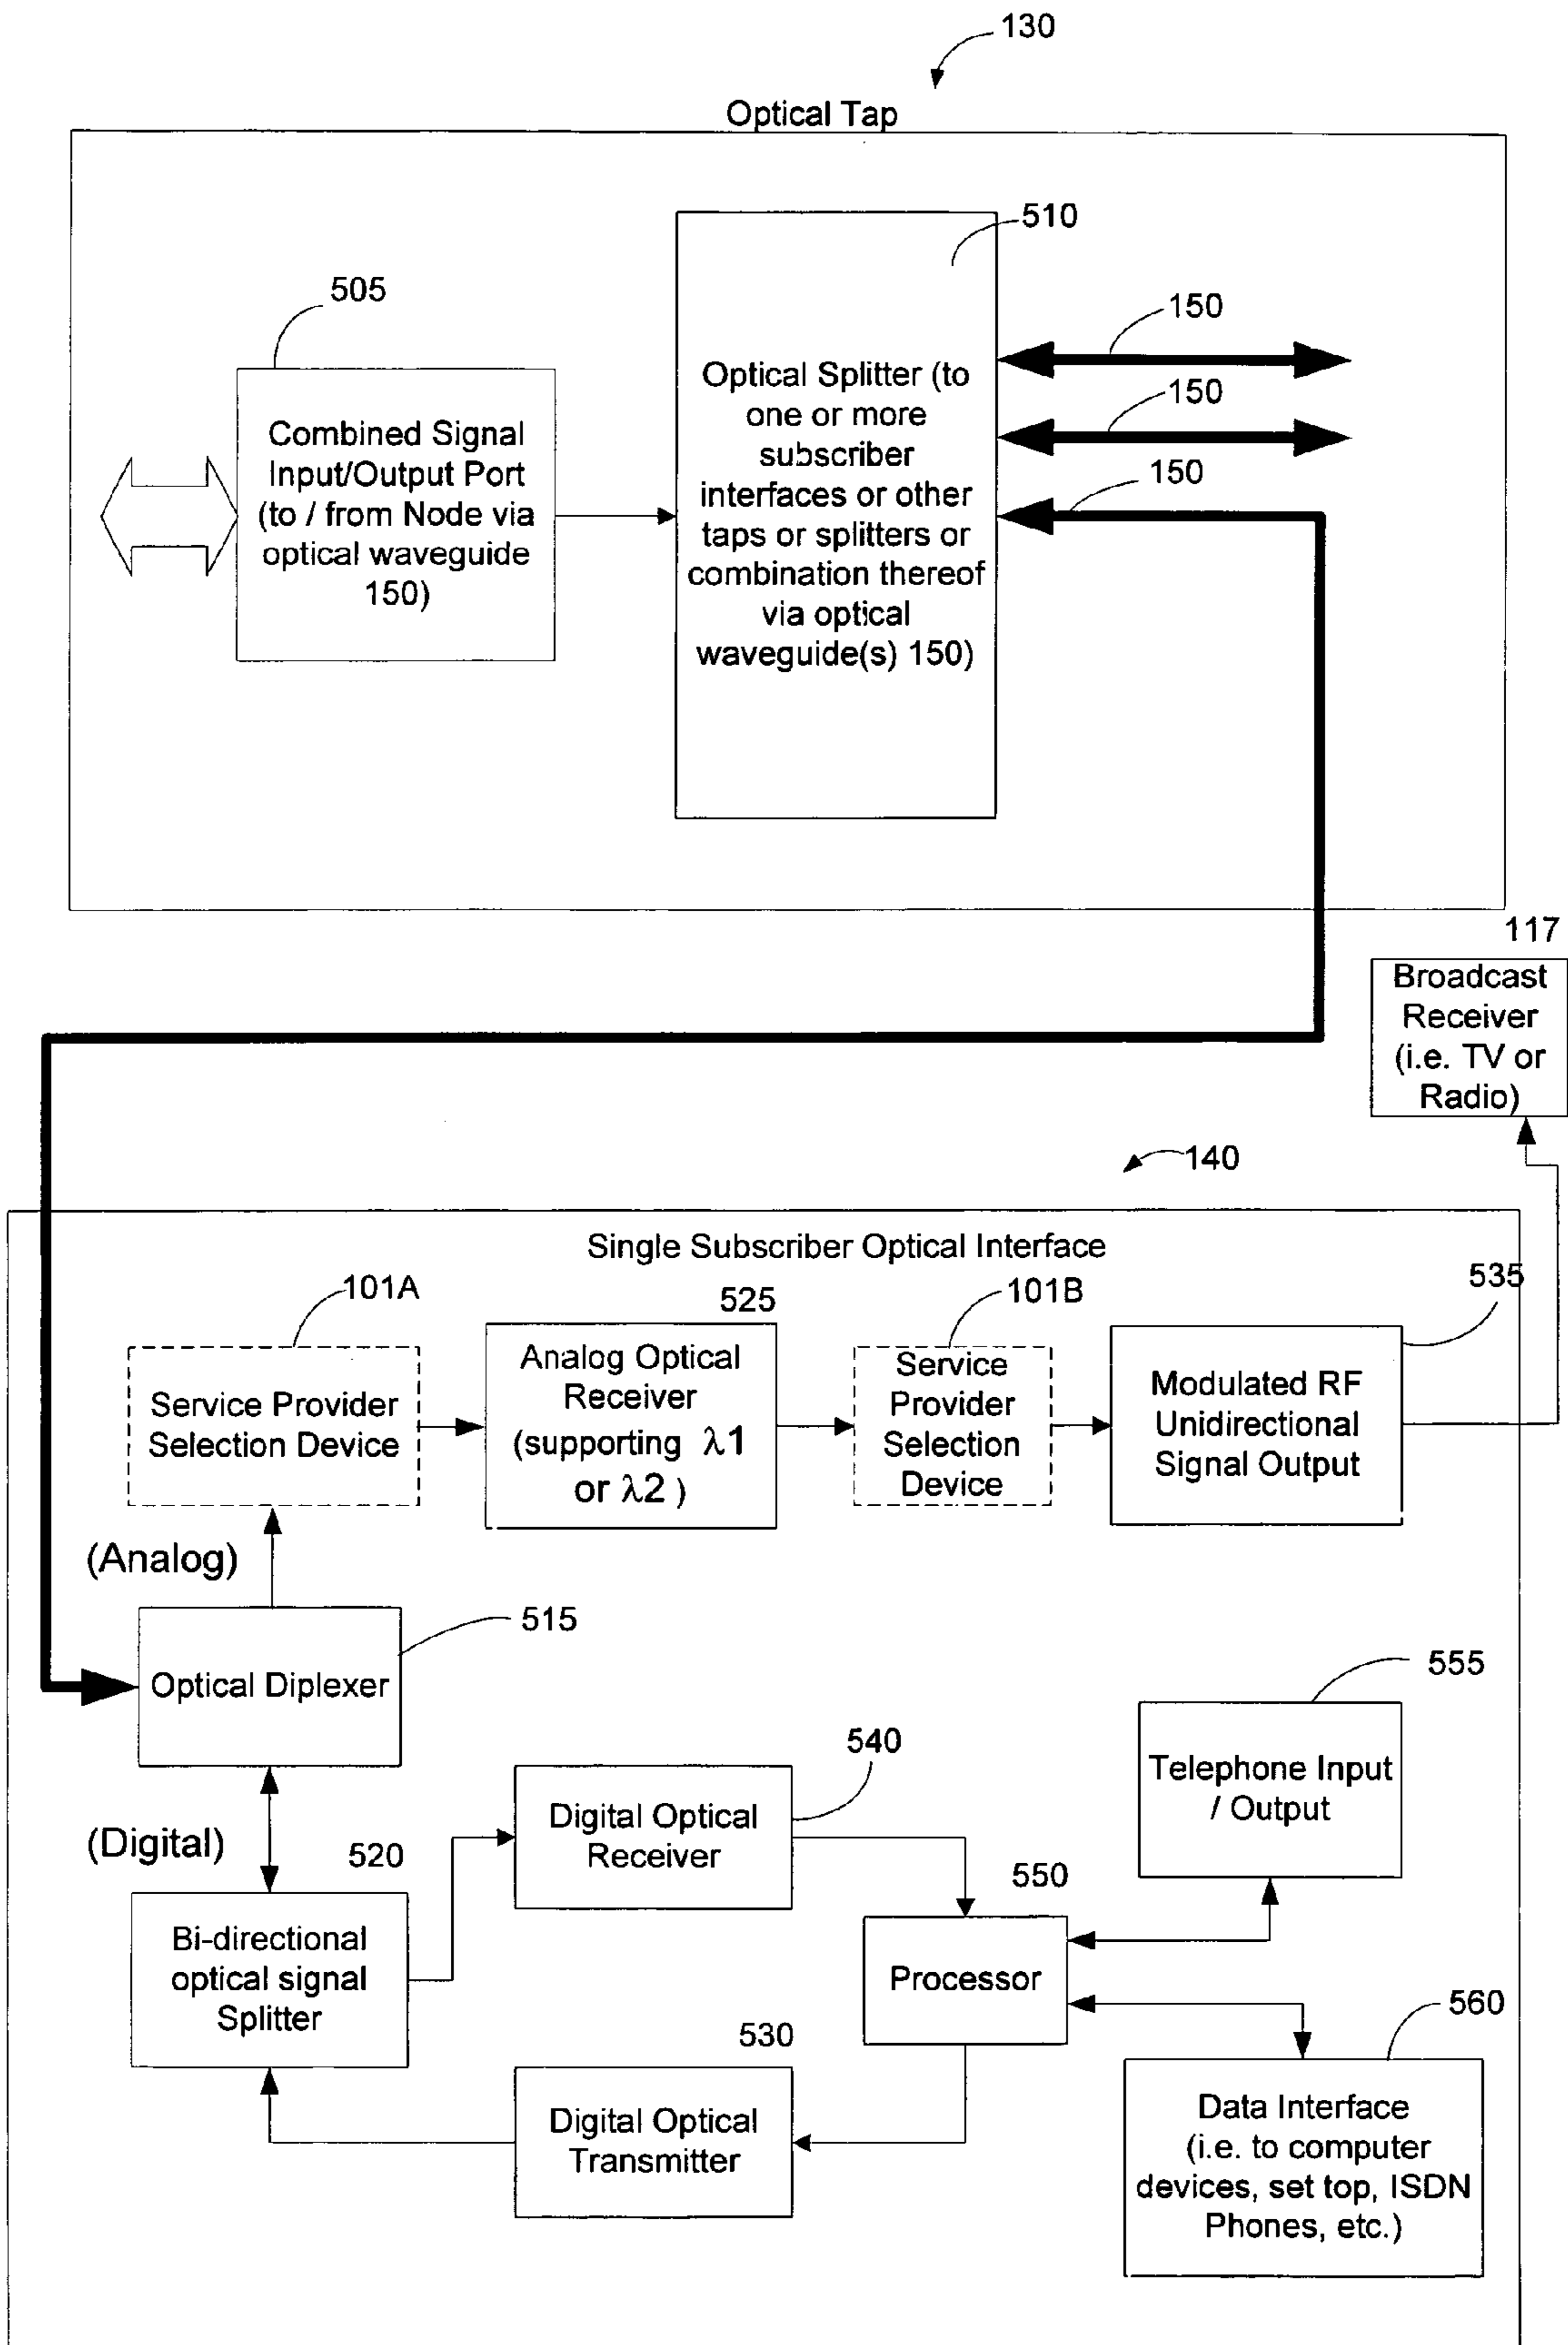 130
Optical Tap
510
505
150
150
150
Combined Signal
Input/Output Port
(to / from Node via
optical waveguide
150)
Optical Splitter (to
one or more
subscriber
interfaces or other
taps or splitters or
combination thereof
via optical
waveguide(s) 150)
117
Broadcast
Receiver
(i.e. TV or
Radio)
140
Single Subscriber Optical Interface
101A
525
101B
535
Service Provider
Selection Device
Analog Optical
Receiver
(supporting λ1
or λ2 )
Service
Provider
Selection
Device
Modulated RF
Unidirectional
Signal Output
(Analog)
515
Optical Diplexer
555
Telephone Input
/ Output
540
Digital Optical
Receiver
(Digital)
520
550
Bi-directional
optical signal
Splitter
Processor
530
560
Digital Optical
Transmitter
Data Interface
(i.e. to computer
devices, set top, ISDN
Phones, etc.)